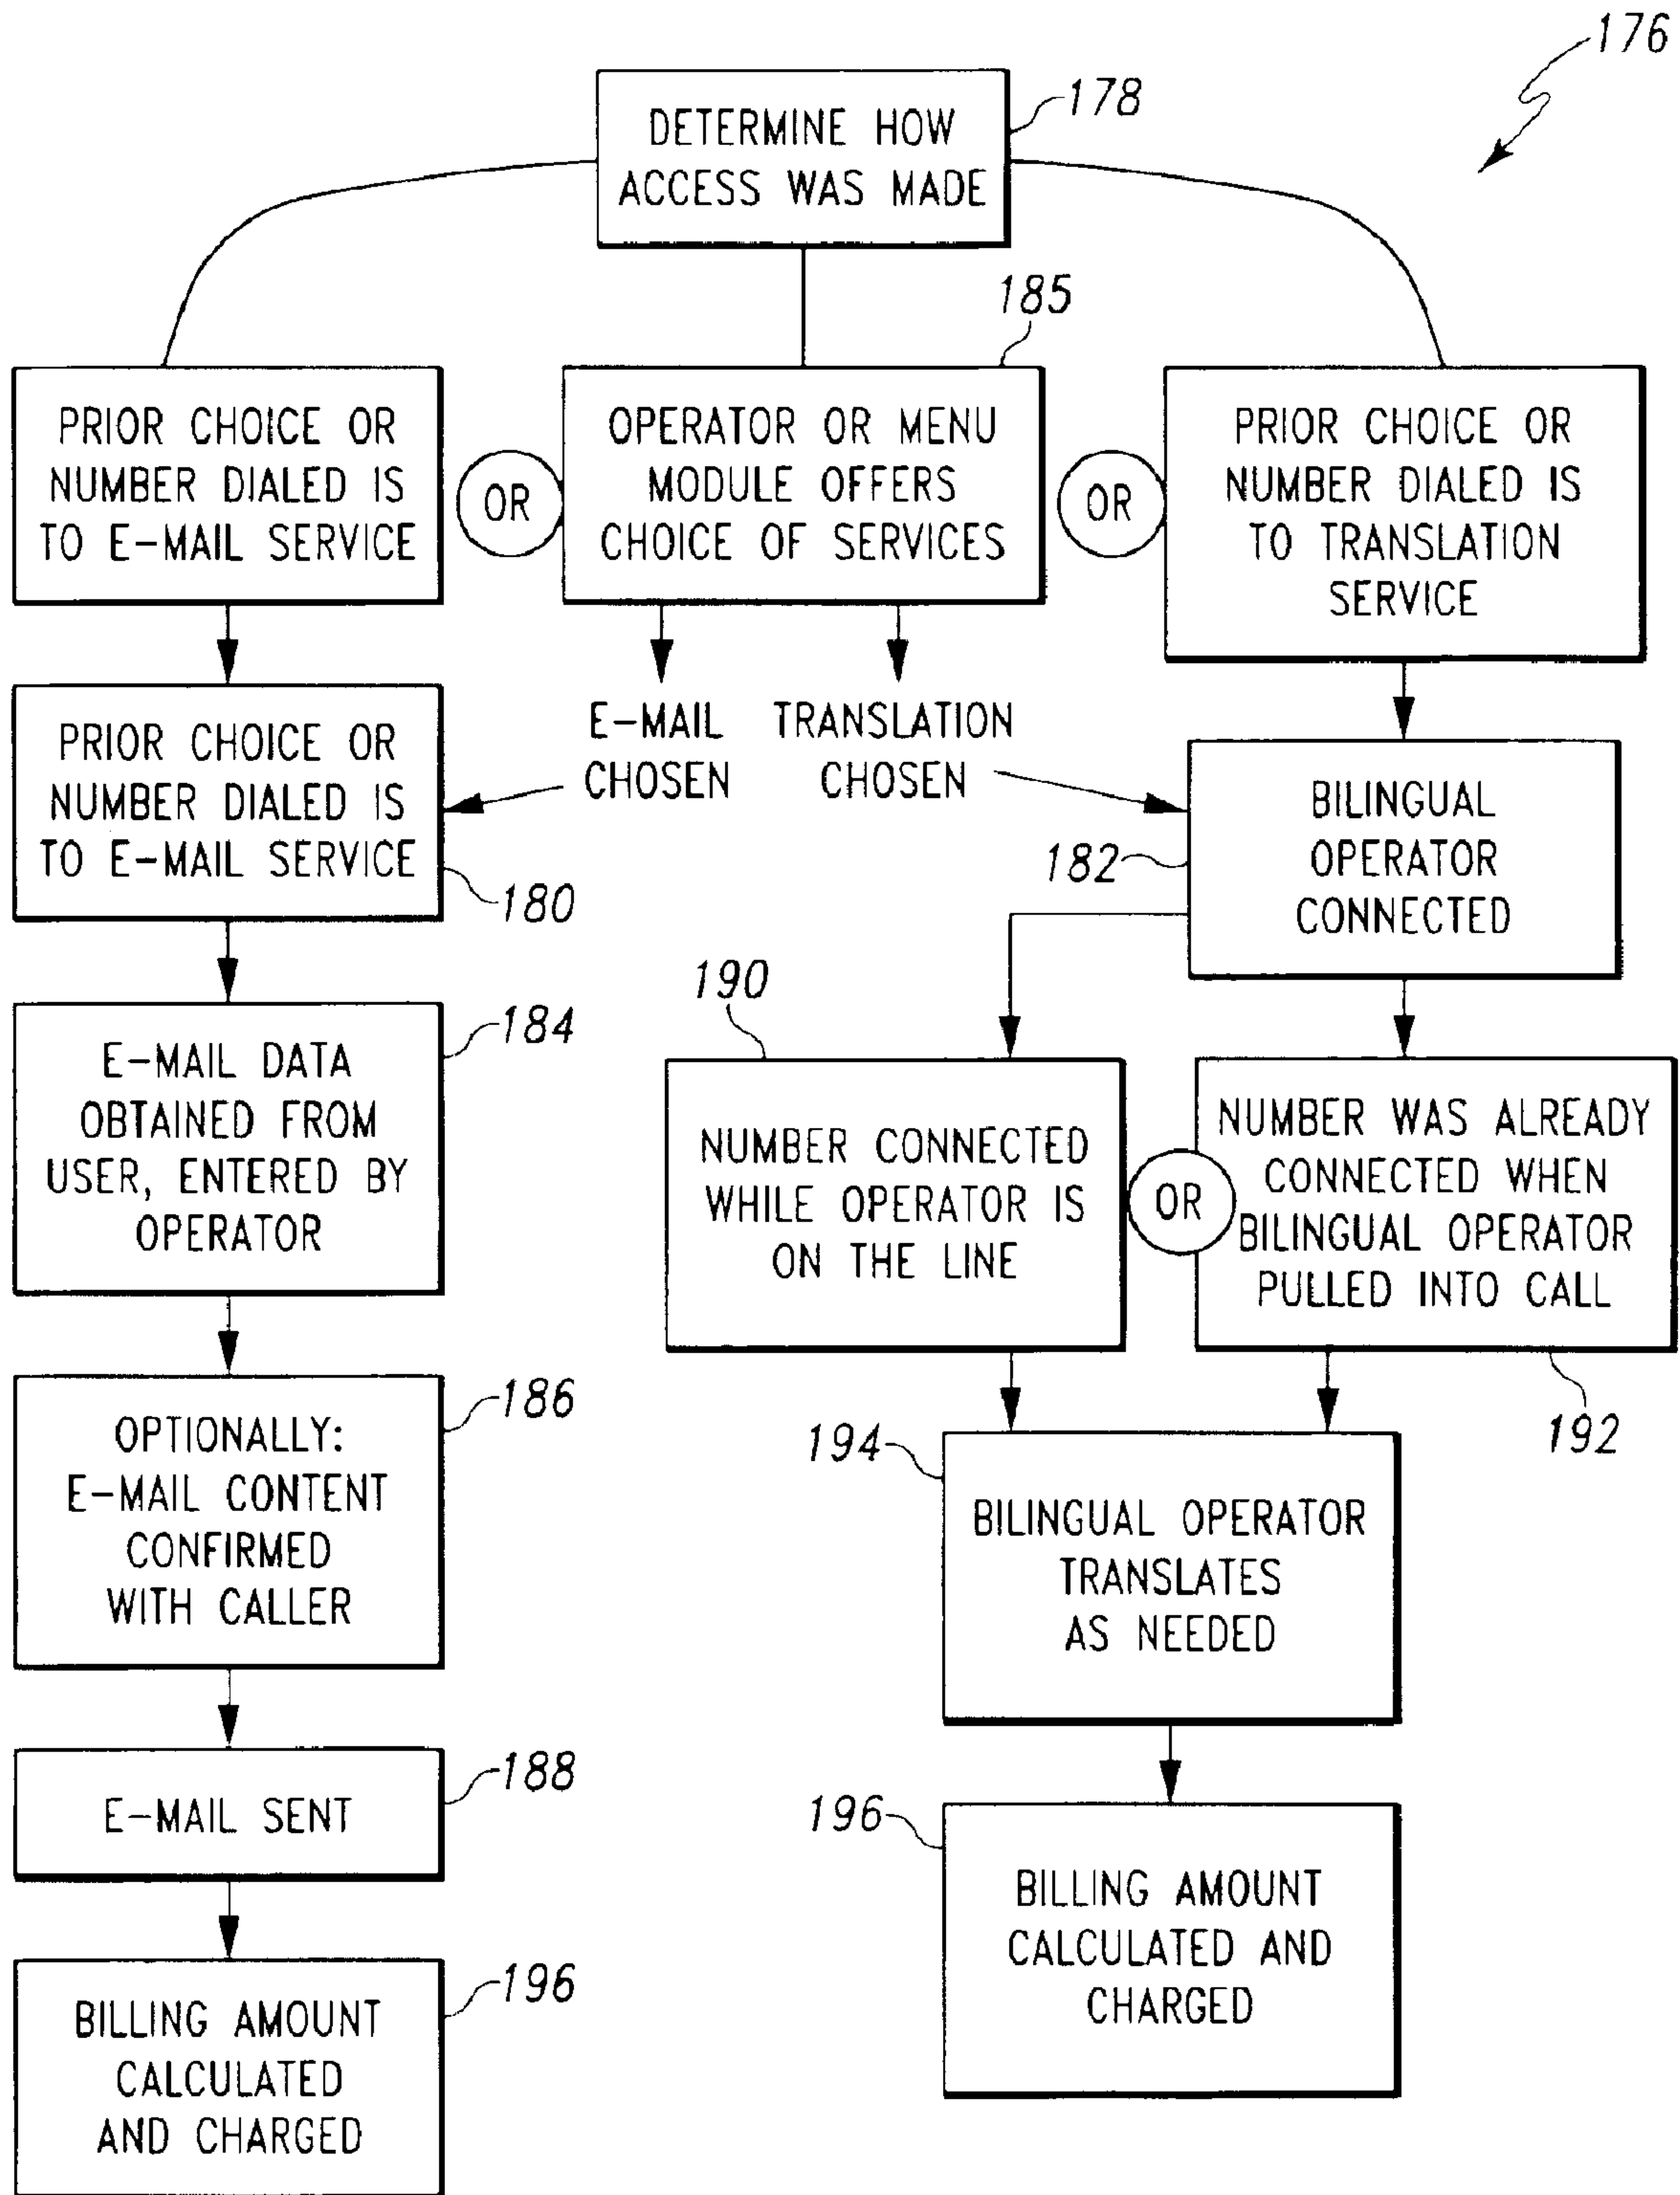 176
DETERMINE HOW
ACCESS WAS MADE
178
PRIOR CHOICE OR
NUMBER DIALED IS
TO E-MAIL SERVICE
OR
185
OPERATOR OR MENU
MODULE OFFERS
CHOICE OF SERVICES
OR
PRIOR CHOICE OR
NUMBER DIALED IS
TO TRANSLATION
SERVICE
E-MAIL
CHOSEN
TRANSLATION
CHOSEN
PRIOR CHOICE OR
NUMBER DIALED IS
TO E-MAIL SERVICE
180
BILINGUAL
OPERATOR
CONNECTED
182
E-MAIL DATA
OBTAINED FROM
USER, ENTERED BY
OPERATOR
184
190
NUMBER CONNECTED
WHILE OPERATOR IS
ON THE LINE
OR
NUMBER WAS ALREADY
CONNECTED WHEN
BILINGUAL OPERATOR
PULLED INTO CALL
192
OPTIONALLY:
E-MAIL CONTENT
CONFIRMED
WITH CALLER
186
194
BILINGUAL OPERATOR
TRANSLATES
AS NEEDED
E-MAIL SENT
188
196
BILLING AMOUNT
CALCULATED AND
CHARGED
BILLING AMOUNT
CALCULATED
AND CHARGED
196